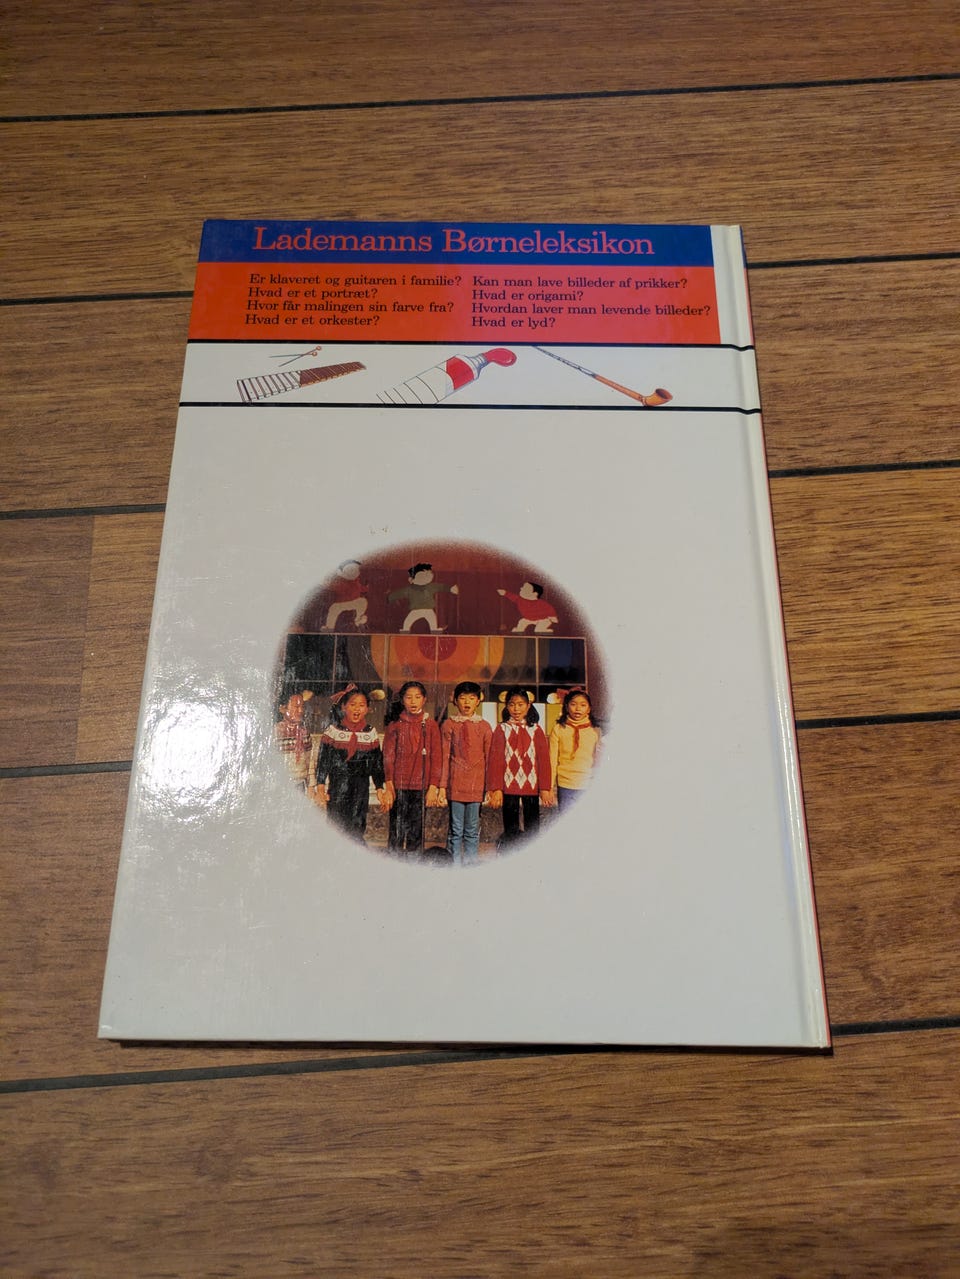 Lademanns Børneleksikon
Er klaveret og guitaren i familie?
Hvad er et portræt?
Hvor får malingen sin farve fra?
Hvad er et orkester?
Kan man lave billeder af prikker?
Hvad er origami?
Hvordan laver man levende billeder?
Hvad er lyd?